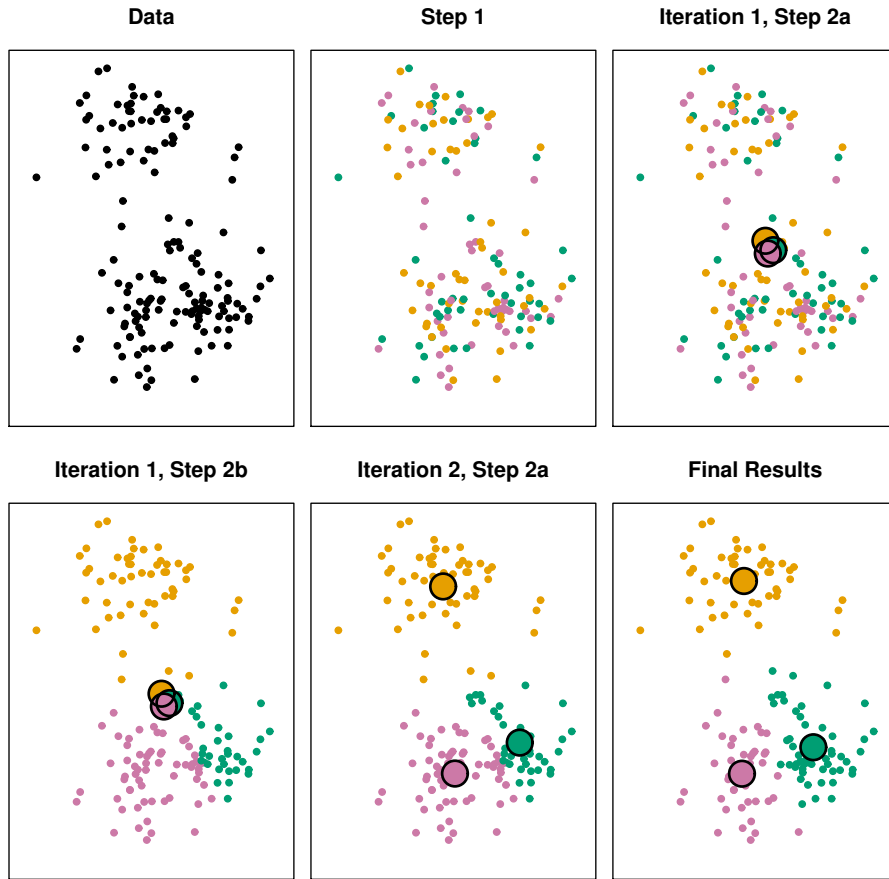 Data
Step 1
Iteration 1, Step 2a
Iteration 1, Step 2b
Iteration 2, Step 2a
Final Results